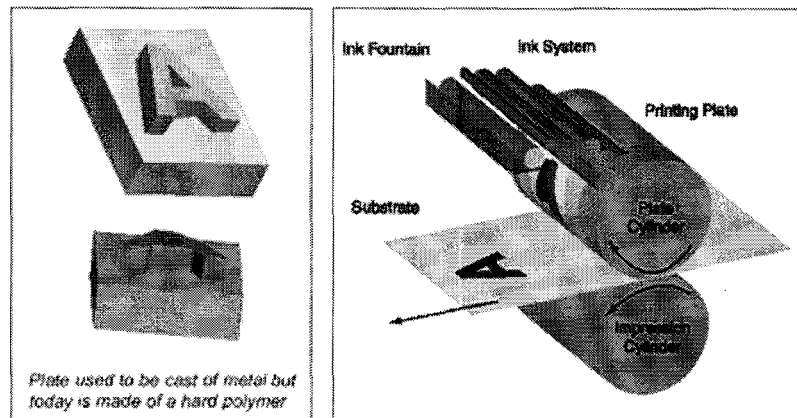 A
Plate used to be cast of metal but
today is made of a hard polymer
Ink Fountain
Ink System
Printing Plate
Plate
Cylinder
Substrate
A
Impression
Cylinder